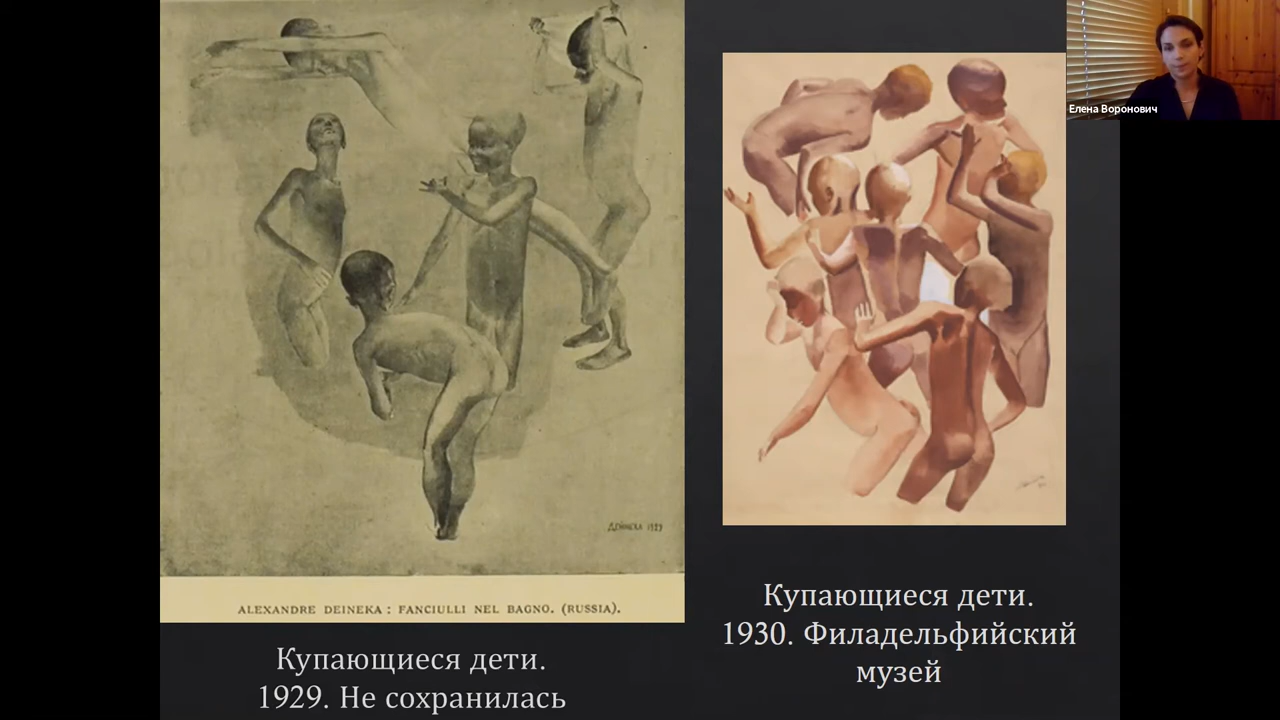 Елена Воронович
ДЕЙНЕКА 1929
ALEXANDRE DEINEKA : FANCIULLI NEL BAGNO. (RUSSIA).
Купающиеся дети.
1929. Не сохранилась
Купающиеся дети.
1930. Филадельфийский
музей